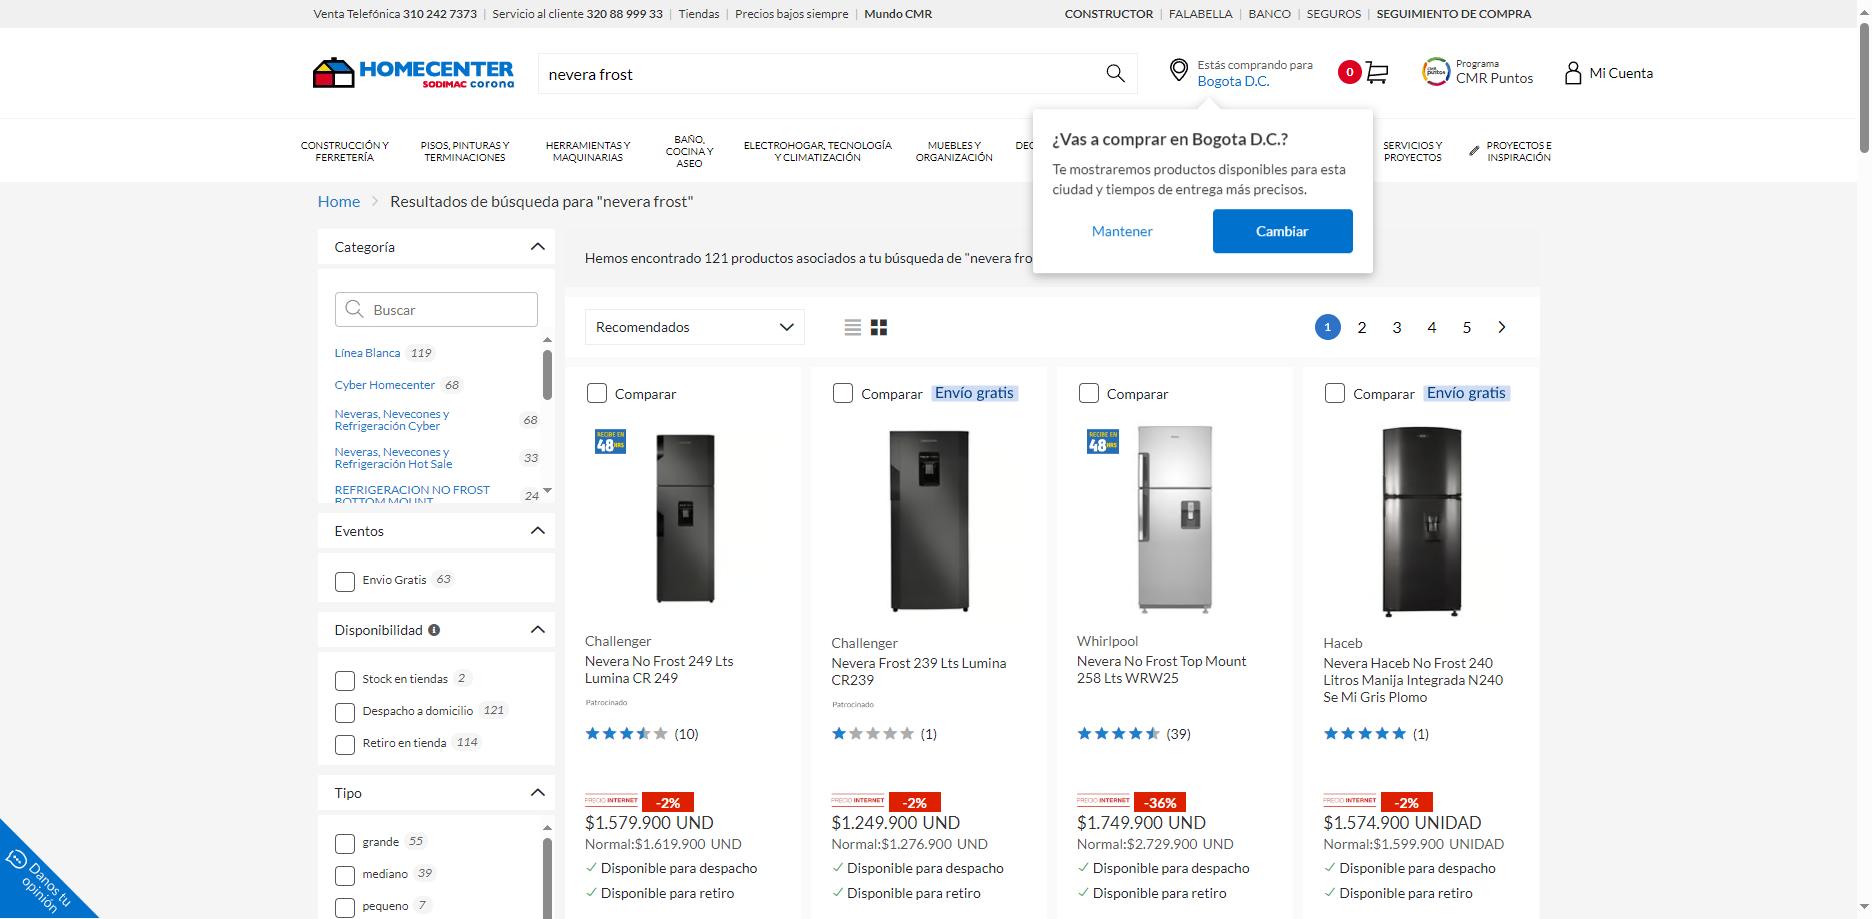 Venta Telefónica 310 242 7373 | Servicio al cliente 320 88 999 33 | Tiendas | Precios bajos siempre | Mundo CMR
CONSTRUCTOR | FALABELLA | BANCO | SEGUROS | SEGUIMIENTO DE COMPRA
HOMECENTER
SODIMAC corona
nevera frost
Estás comprando para
Bogota D.C.
0
CMR puntos
Programa
CMR Puntos
Mi Cuenta
CONSTRUCCIÓN Y
FERRETERÍA
PISOS, PINTURAS Y
TERMINACIONES
HERRAMIENTAS Y
MAQUINARIAS
BAÑO,
COCINA Y
ASEO
ELECTROHOGAR, TECNOLOGÍA
Y CLIMATIZACIÓN
MUEBLES Y
ORGANIZACIÓN
DEC
SERVICIOS Y
PROYECTOS
PROYECTOS E
INSPIRACIÓN
¿Vas a comprar en Bogota D.C.?
Te mostraremos productos disponibles para esta
ciudad y tiempos de entrega más precisos.
Mantener
Cambiar
Home > Resultados de búsqueda para "nevera frost"
Categoría
Buscar
Línea Blanca 119
Cyber Homecenter 68
Neveras, Nevecones y
Refrigeración Cyber 68
Neveras, Nevecones y
Refrigeración Hot Sale 33
REFRIGERACION NO FROST
BOTTOM MOUNT 24
Eventos
Envio Gratis 63
Disponibilidad
Stock en tiendas 2
Despacho a domicilio 121
Retiro en tienda 114
Tipo
grande 55
mediano 39
pequeno 7
Danos tu
opinión
Hemos encontrado 121 productos asociados a tu búsqueda de "nevera fro
Recomendados
1 2 3 4 5
Comparar
RECIBE EN
48 HRS
Challenger
Nevera No Frost 249 Lts
Lumina CR 249
Patrocinado
(10)
PRECIO INTERNET -2%
$1.579.900 UND
Normal:$1.619.900 UND
Disponible para despacho
Disponible para retiro
Comparar Envío gratis
Challenger
Nevera Frost 239 Lts Lumina
CR239
Patrocinado
(1)
PRECIO INTERNET -2%
$1.249.900 UND
Normal:$1.276.900 UND
Disponible para despacho
Disponible para retiro
Comparar
RECIBE EN
48 HRS
Whirlpool
Nevera No Frost Top Mount
258 Lts WRW25
(39)
PRECIO INTERNET -36%
$1.749.900 UND
Normal:$2.729.900 UND
Disponible para despacho
Disponible para retiro
Comparar Envío gratis
Haceb
Nevera Haceb No Frost 240
Litros Manija Integrada N240
Se Mi Gris Plomo
(1)
PRECIO INTERNET -2%
$1.574.900 UNIDAD
Normal:$1.599.900 UNIDAD
Disponible para despacho
Disponible para retiro